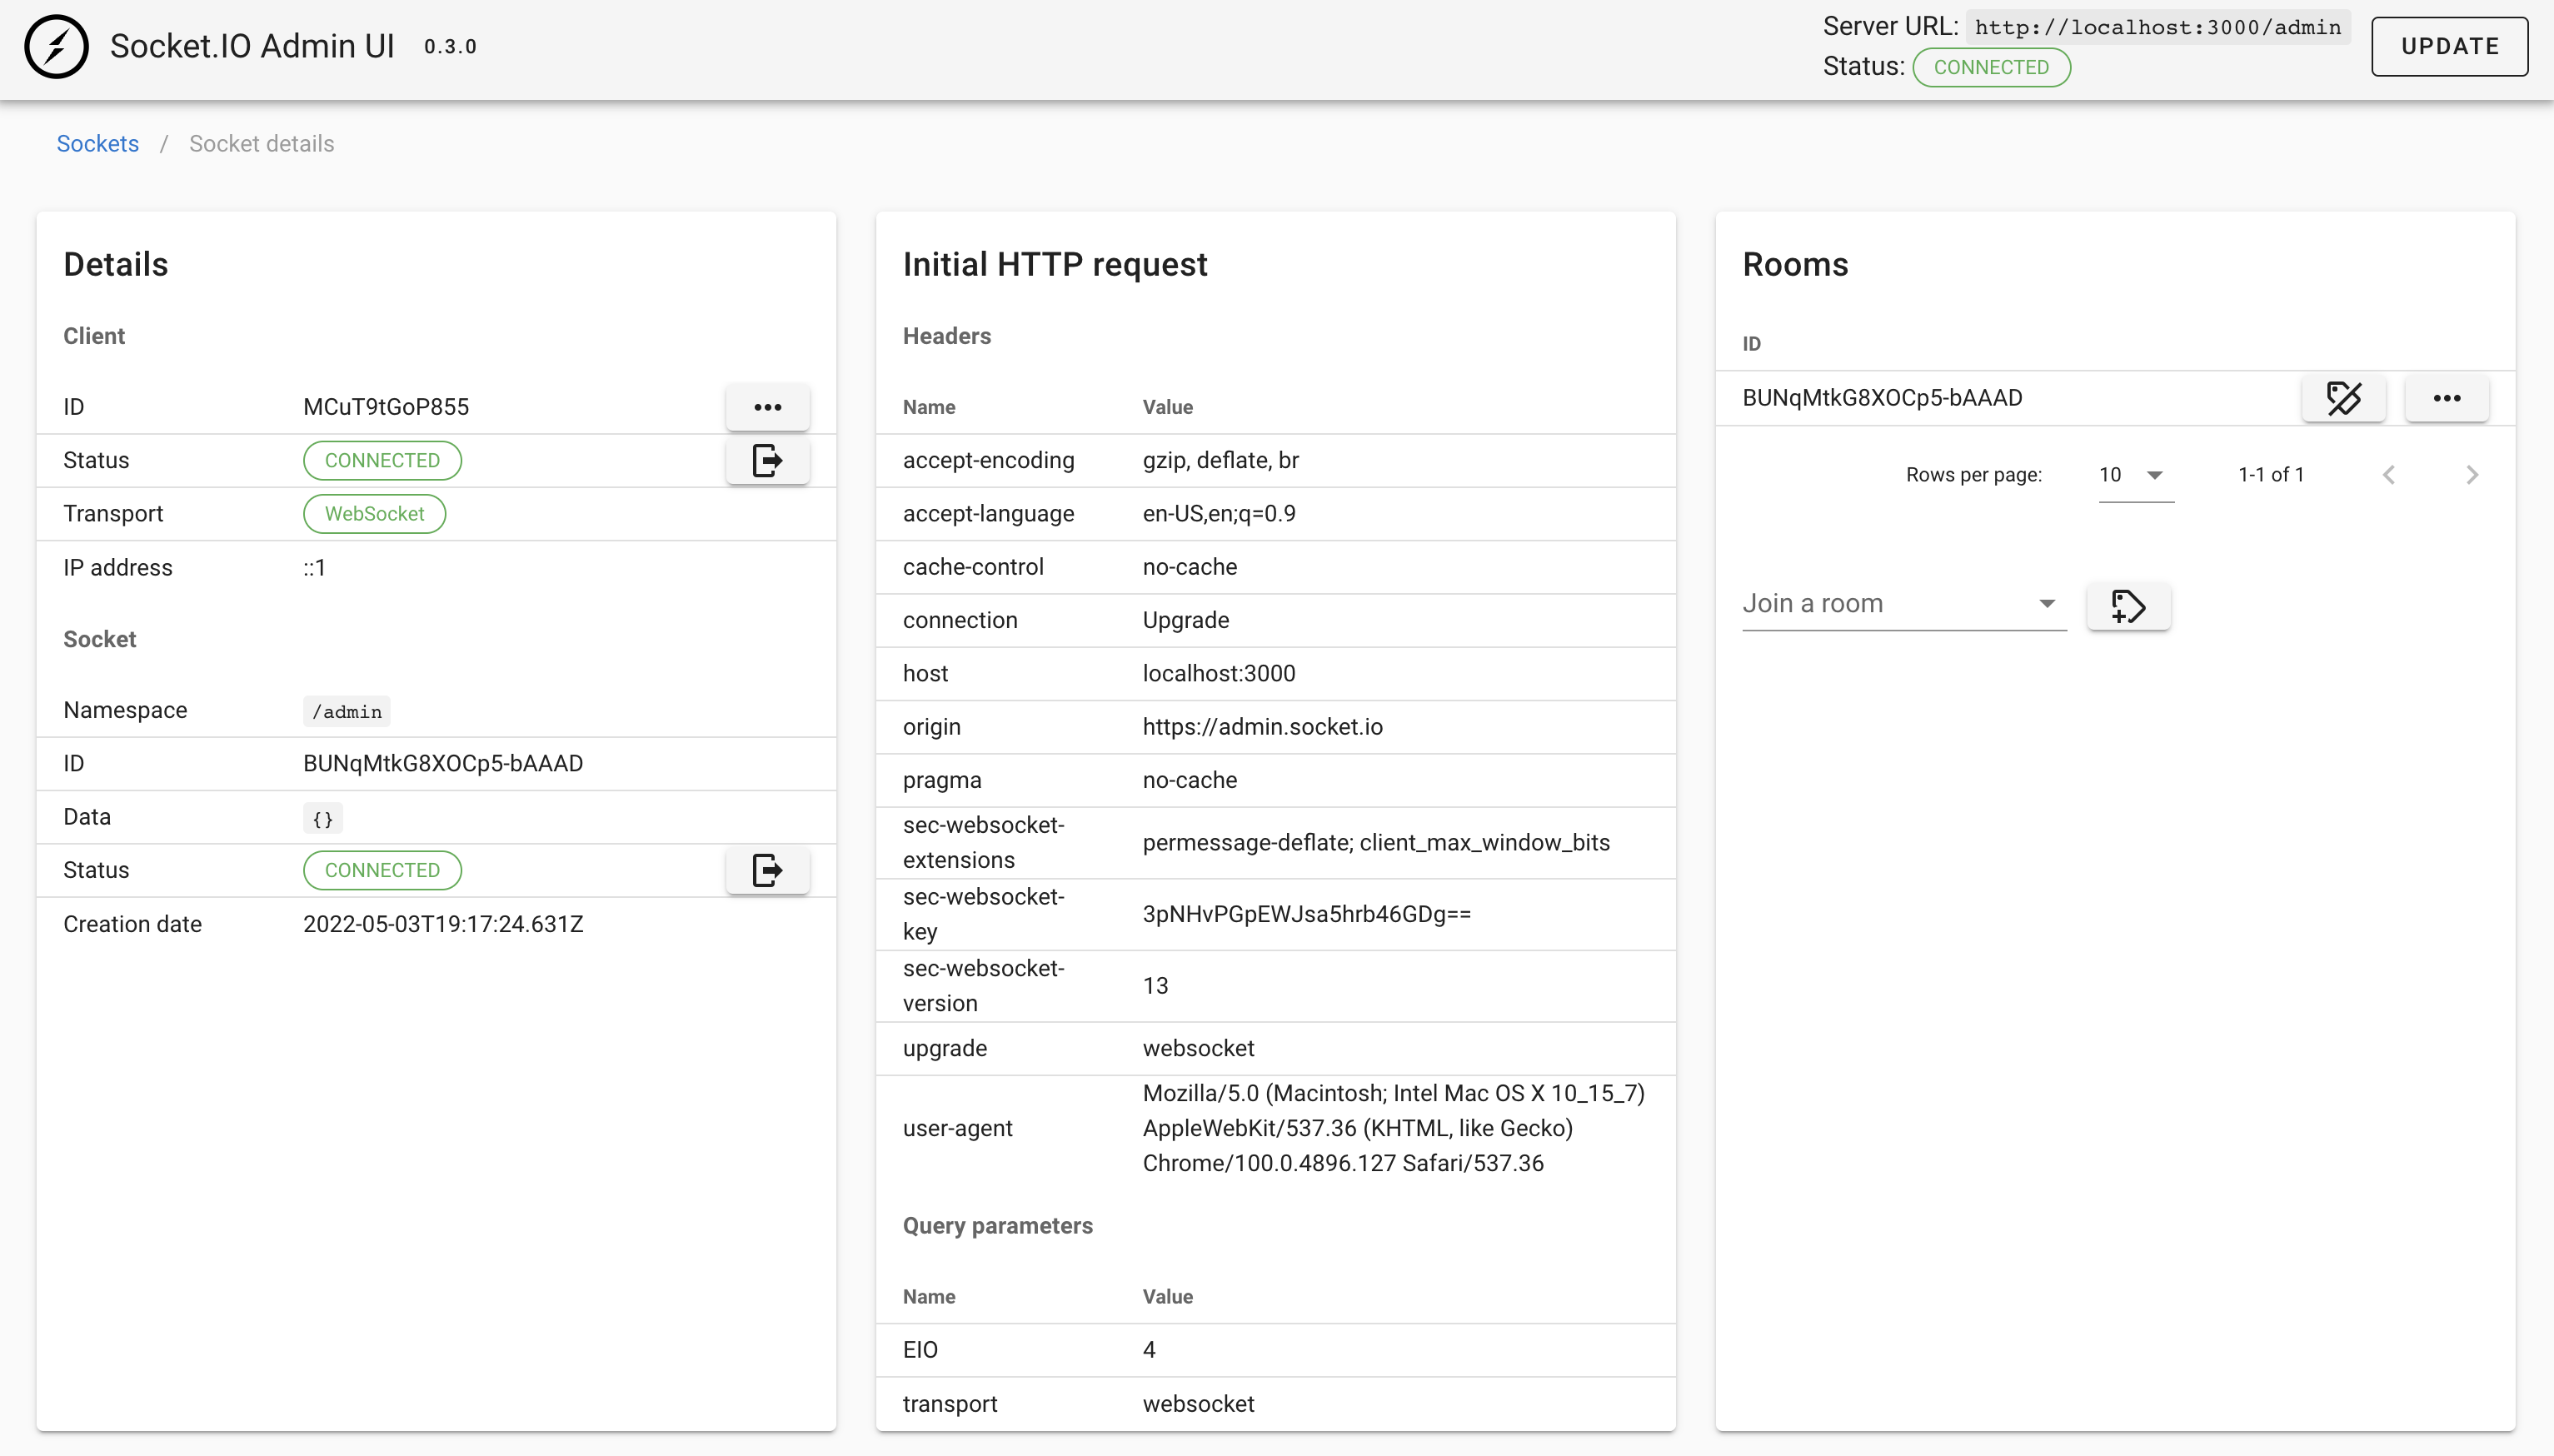 Socket.IO Admin UI 0.3.0
Server URL: http://localhost:3000/admin
Status: CONNECTED
UPDATE
Sockets / Socket details
Details
Client
ID MCuT9tGoP855
Status CONNECTED
Transport WebSocket
IP address ::1
Socket
Namespace /admin
ID BUNqMtkG8XOCp5-bAAAD
Data {}
Status CONNECTED
Creation date 2022-05-03T19:17:24.631Z
Initial HTTP request
Headers
Name Value
accept-encoding gzip, deflate, br
accept-language en-US,en;q=0.9
cache-control no-cache
connection Upgrade
host localhost:3000
origin https://admin.socket.io
pragma no-cache
sec-websocket-
extensions
permessage-deflate; client_max_window_bits
sec-websocket-
key
3pNHvPGpEWJsa5hrb46GDg==
sec-websocket-
version
13
upgrade websocket
user-agent
Mozilla/5.0 (Macintosh; Intel Mac OS X 10_15_7)
AppleWebKit/537.36 (KHTML, like Gecko)
Chrome/100.0.4896.127 Safari/537.36
Query parameters
Name Value
EIO 4
transport websocket
Rooms
ID
BUNqMtkG8XOCp5-bAAAD
Rows per page: 10 1-1 of 1
Join a room